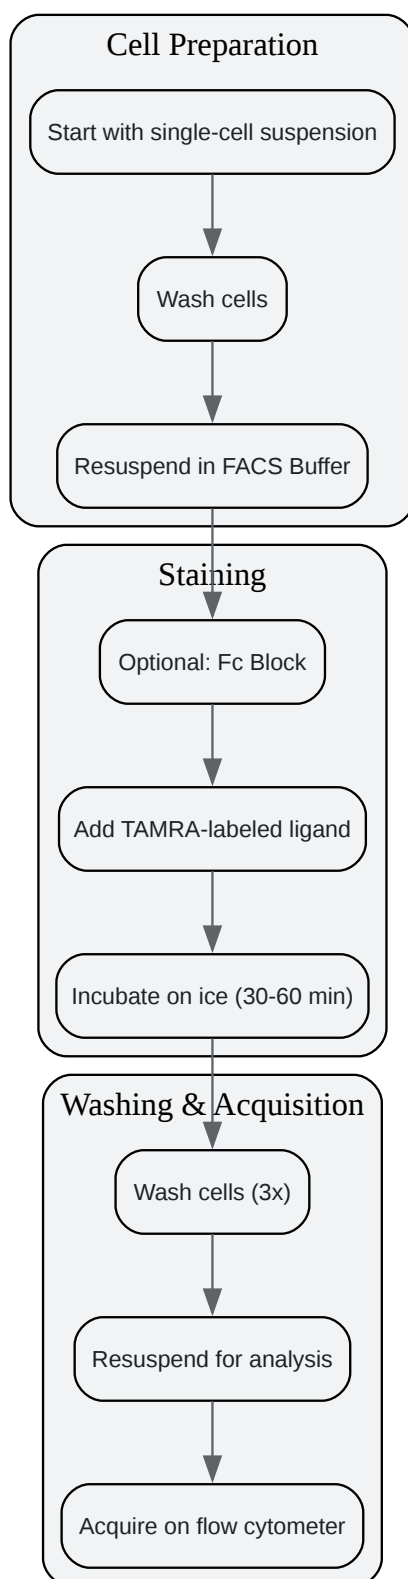 Cell Preparation
Start with single-cell suspension
Wash cells
Resuspend in FACS Buffer
Staining
Optional: Fc Block
Add TAMRA-labeled ligand
Incubate on ice (30-60 min)
Washing & Acquisition
Wash cells (3x)
Resuspend for analysis
Acquire on flow cytometer